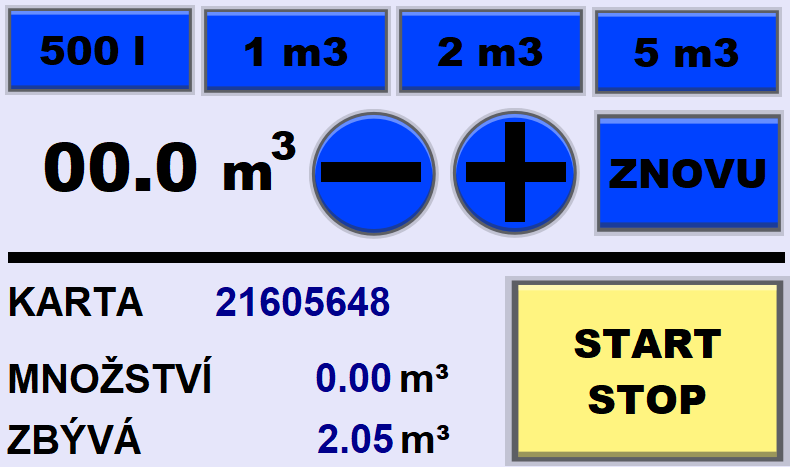 500 l
1 m3
2 m3
5 m3
00.0 m³
ZNOVU
KARTA 21605648
MNOŽSTVÍ 0.00 m³
ZBÝVÁ 2.05 m³
START
STOP